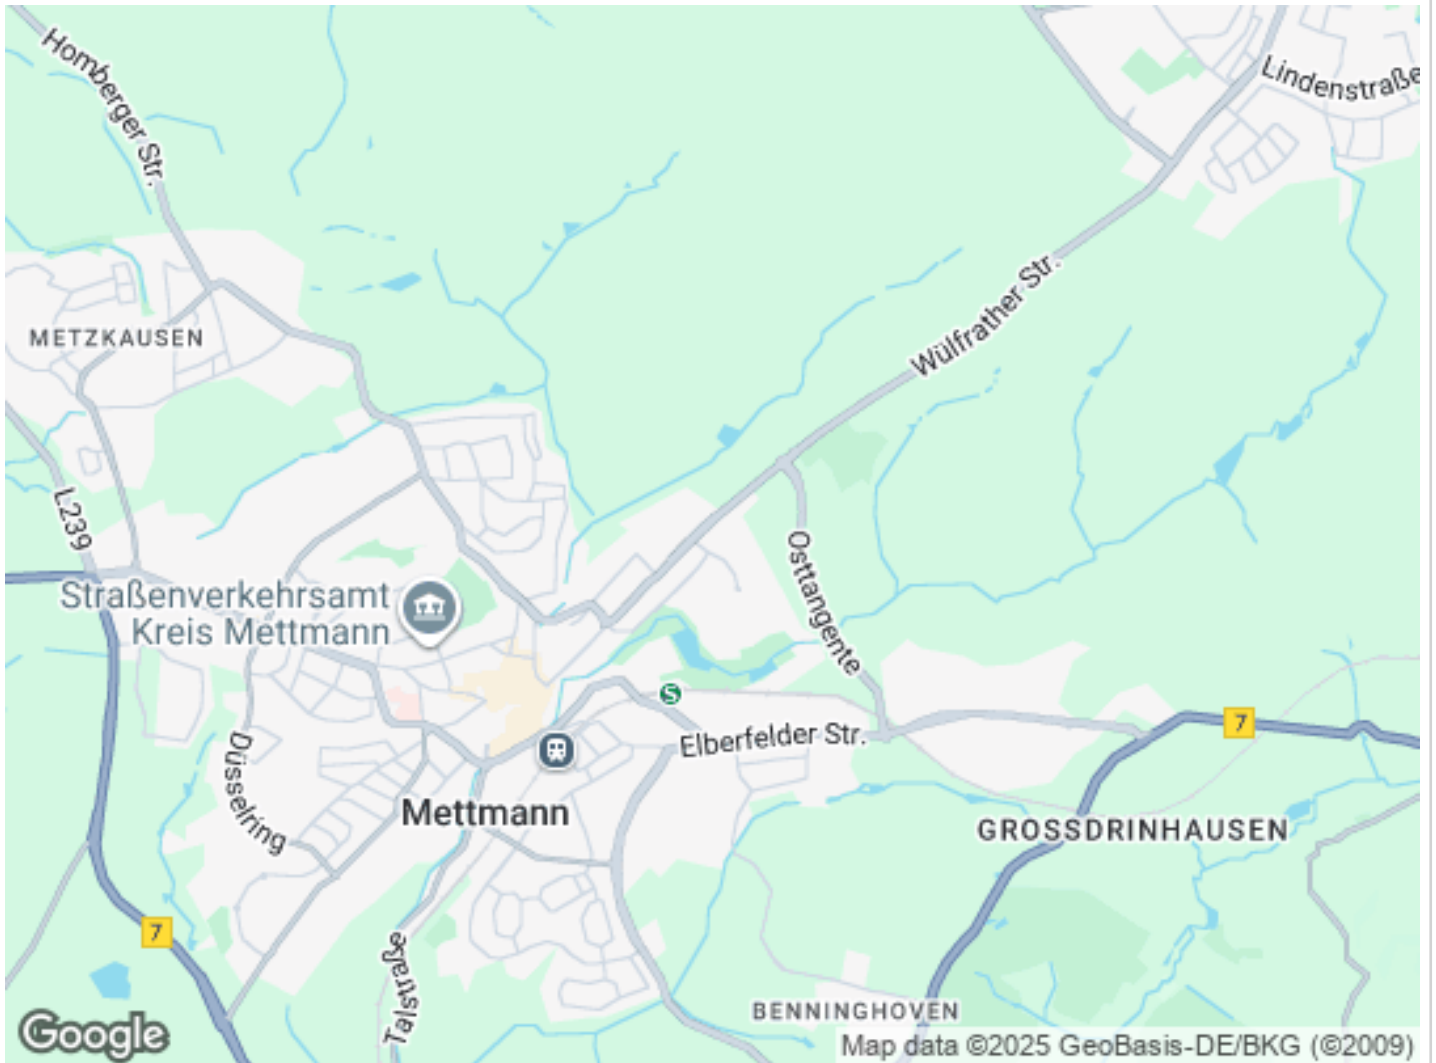 Homberger Str.
Lindenstraße
METZKAUSEN
Wülfrather Str.
L239
Osttangente
Straßenverkehrsamt
Kreis Mettmann
S
7
Elberfelder Str.
Düsselring
Mettmann
GROSSDRINHAUSEN
7
Talstraße
BENNINGHOVEN
Google
Map data ©2025 GeoBasis-DE/BKG (©2009)